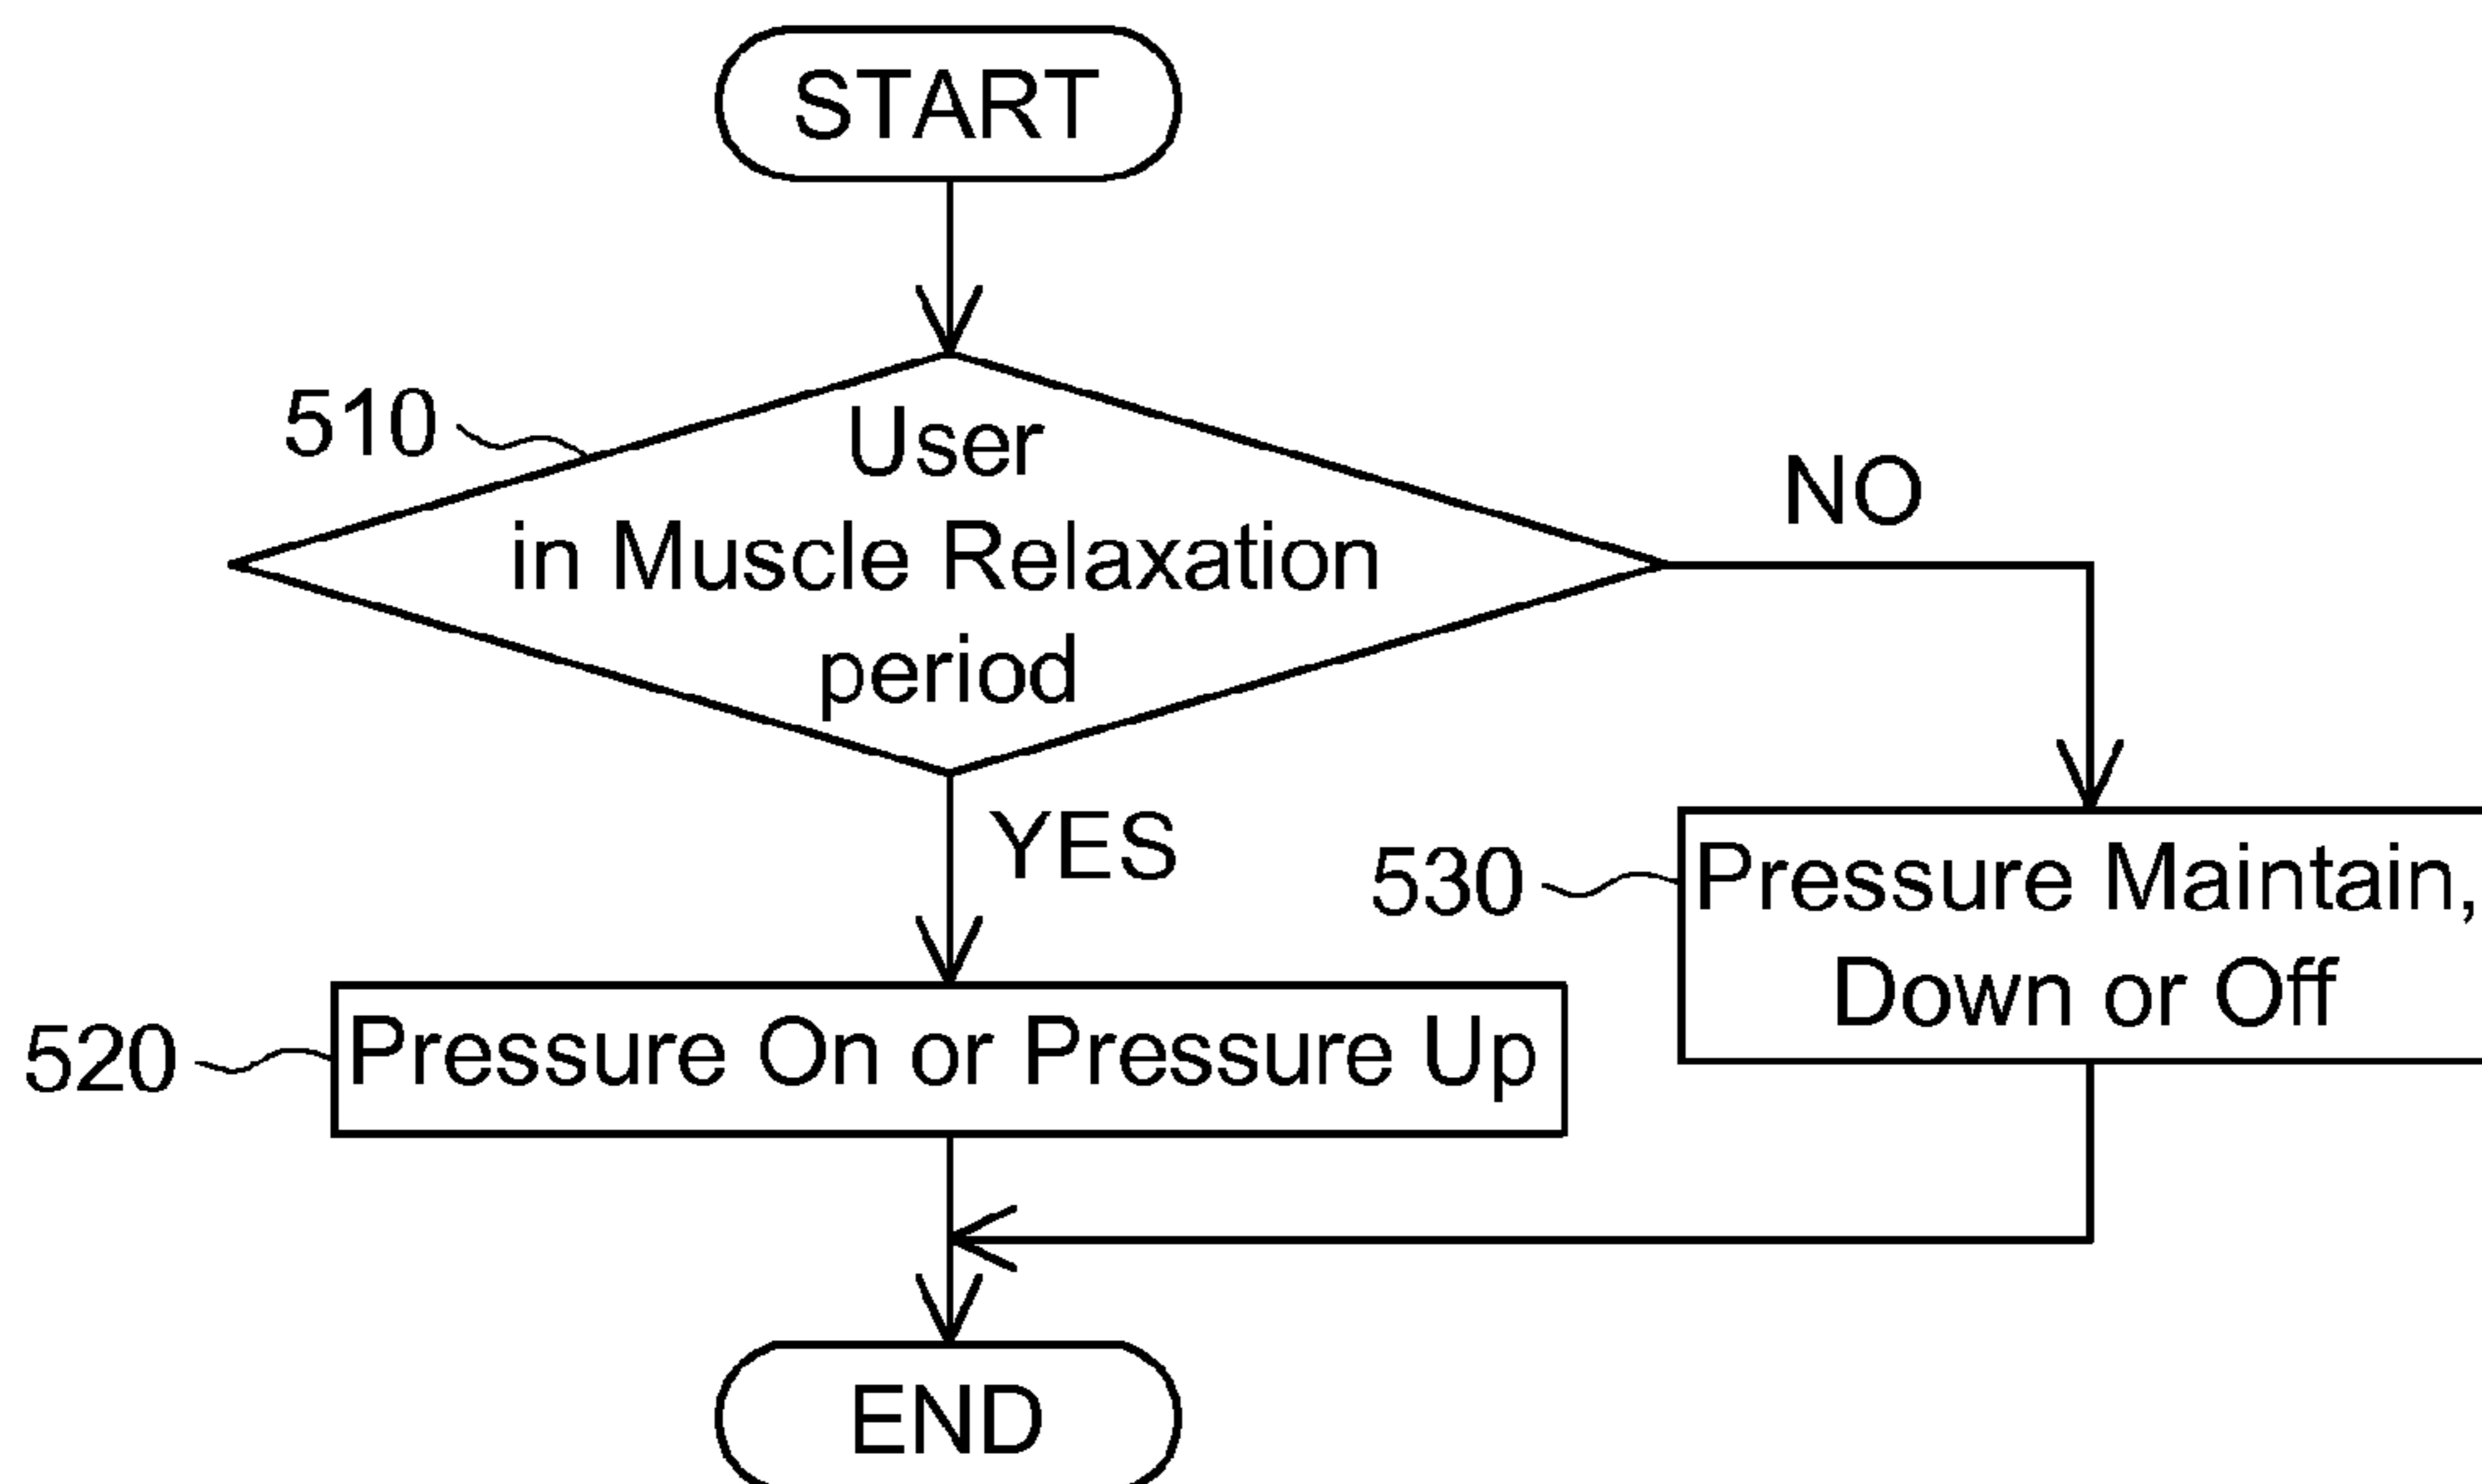 START
510
User
in Muscle Relaxation
period
NO
YES
530
Pressure Maintain,
Down or Off
520
Pressure On or Pressure Up
END